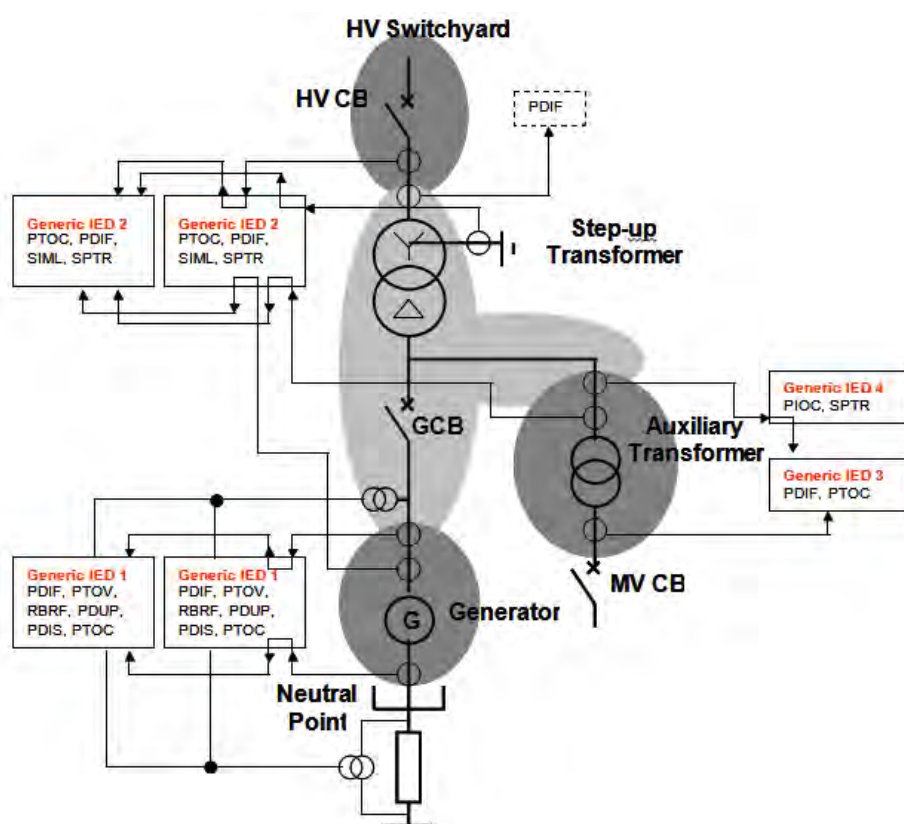 HV Switchyard
HV CB
PDIF
Generic IED 2
PTOC, PDIF,
SIML, SPTR
Generic IED 2
PTOC, PDIF,
SIML, SPTR
Step-up
Transformer
GCB
Auxiliary
Transformer
Generic IED 4
PIOC, SPTR
Generic IED 3
PDIF, PTOC
MV CB
Generic IED 1
PDIF, PTOV,
RBRF, PDUP,
PDIS, PTOC
Generic IED 1
PDIF, PTOV,
RBRF, PDUP,
PDIS, PTOC
G
Generator
Neutral
Point